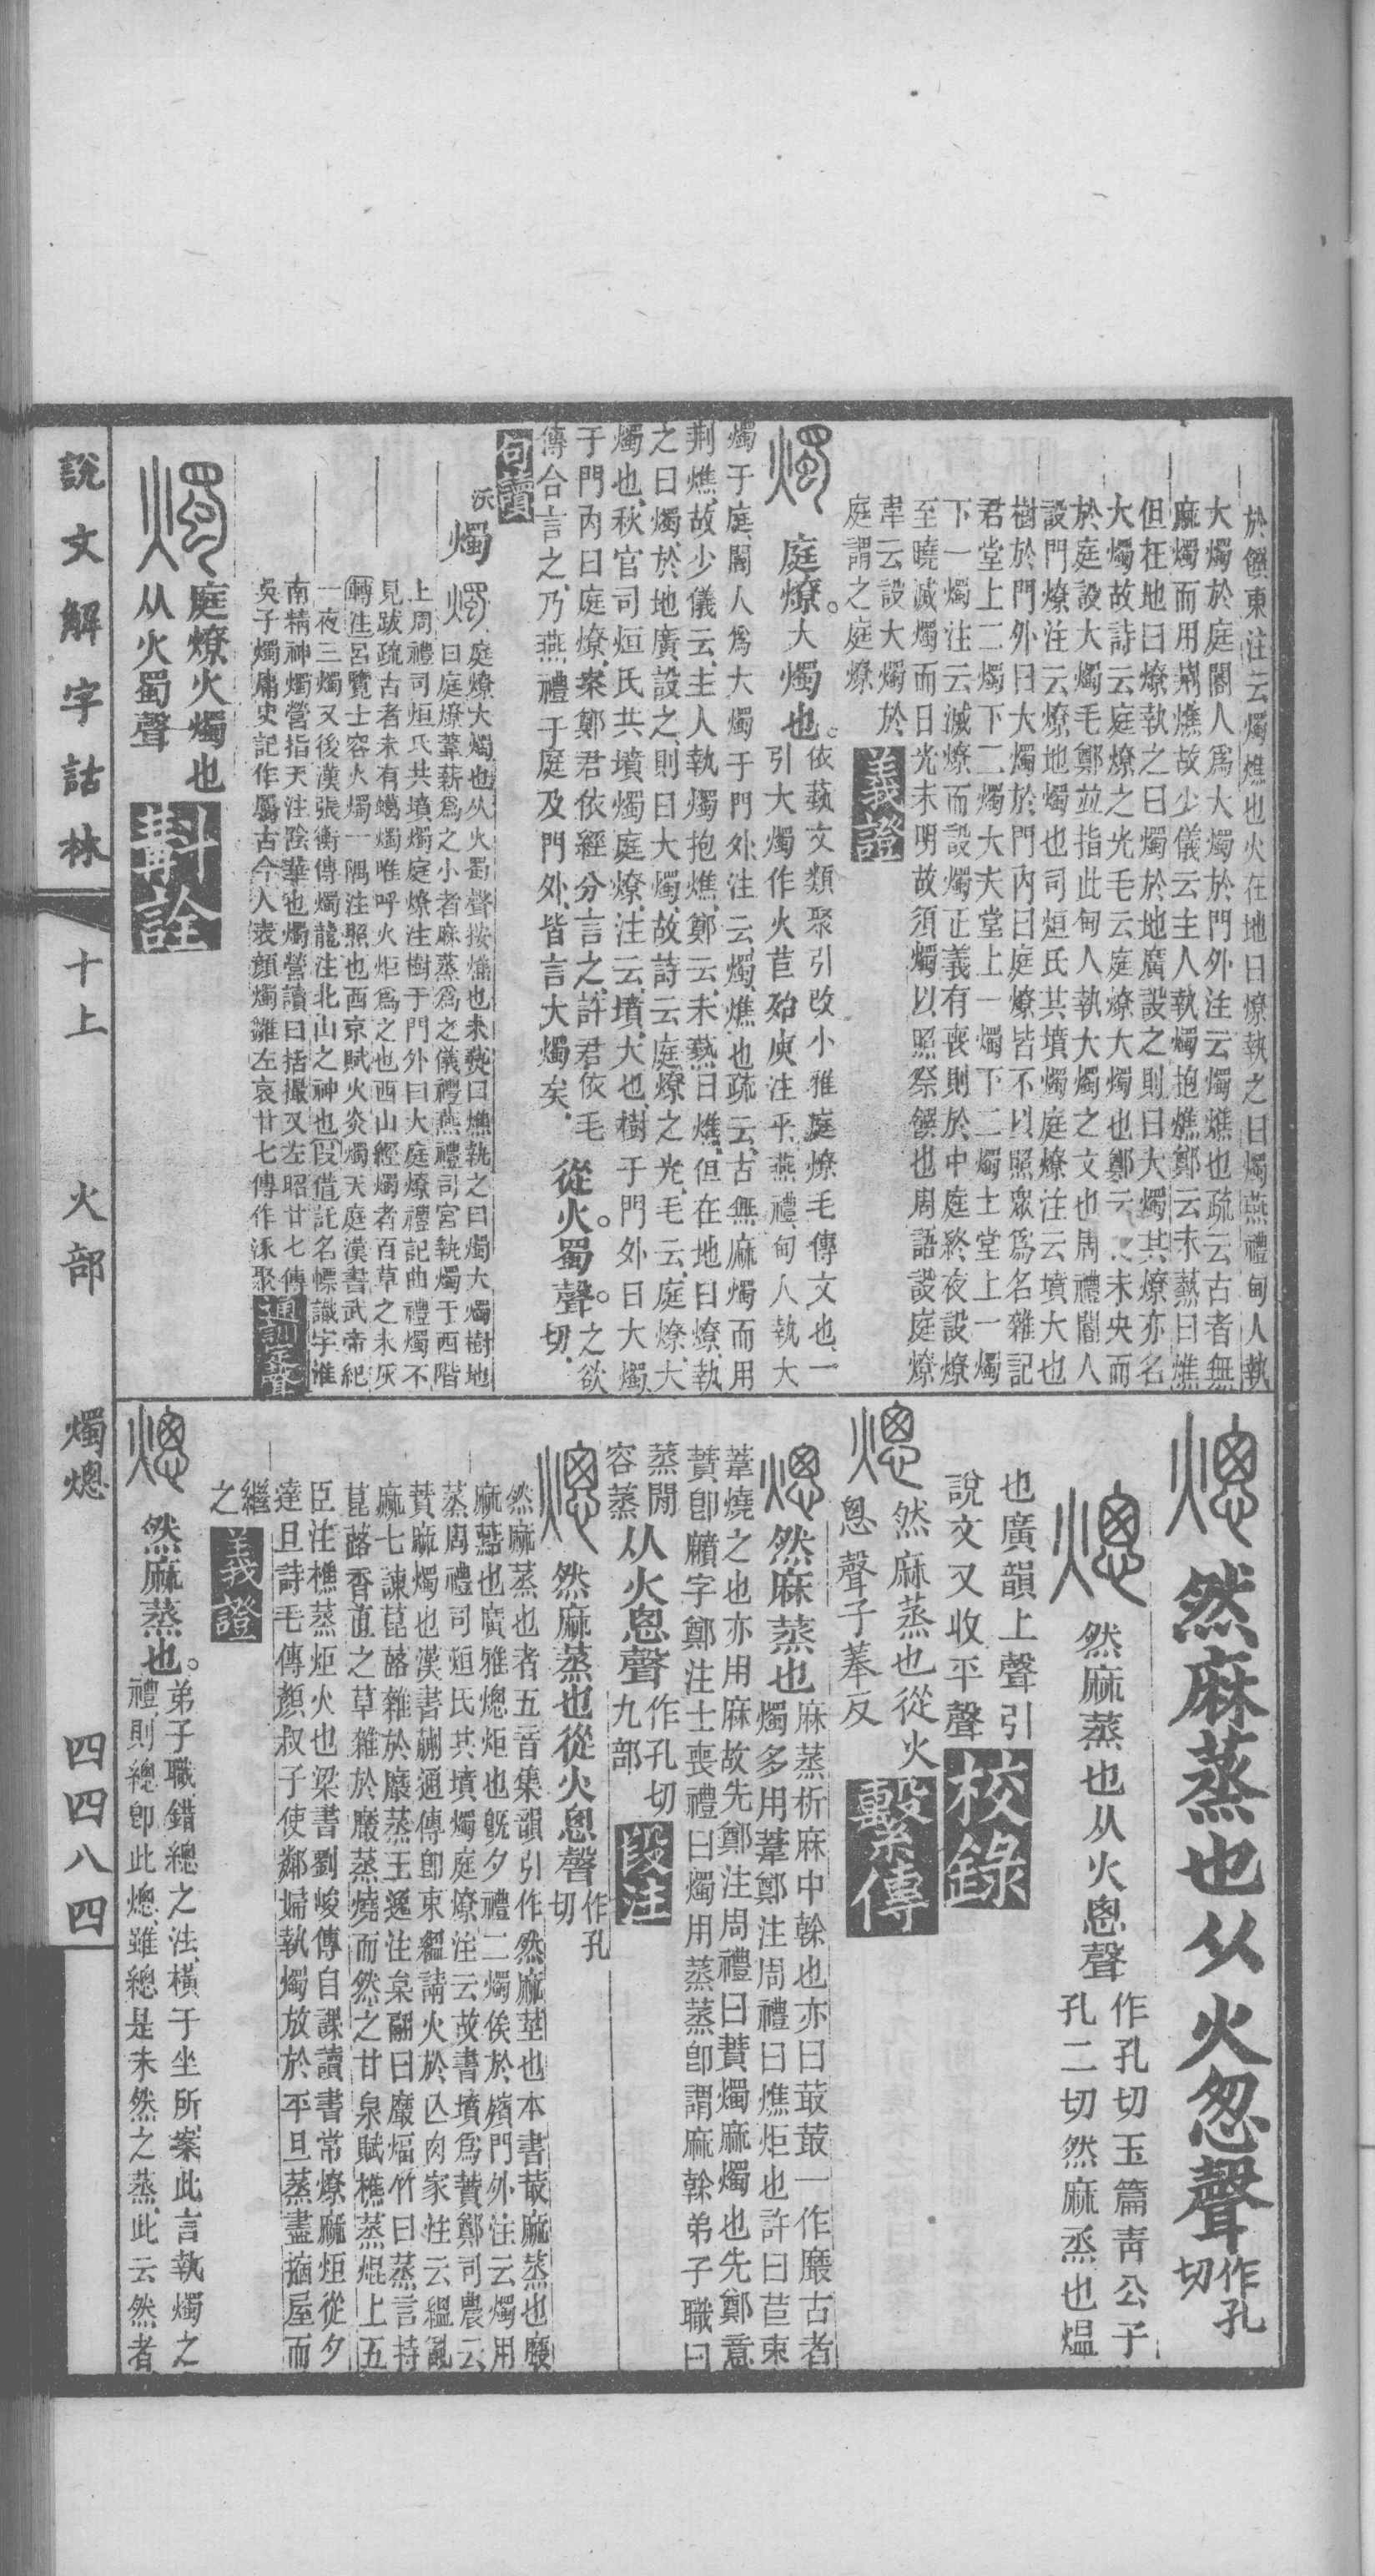 於饌東注云燭燋也火在地曰燎執之曰燭燕禮甸人執
大燭於庭閽人爲大燭於門外注云燭燋也疏云古者無
麻燭而用荆燋故少儀云主人執燭抱燋鄭云未爇曰燋
但在地曰燎執之曰燭於地廣設之則曰大燭其燎亦名
大燭故詩云庭燎之光毛云庭燎大燭也鄭云未央而
於庭設大燭毛鄭並指此甸人執大燭之文也周禮閽人
設門燎注云燎地燭也司烜氏共墳燭庭燎注云墳大也
樹於門外曰大燭於門內曰庭燎皆不以照衆爲名雜記
君堂上二燭下二燭大夫堂上一燭下二燭士堂上一燭
下一燭注云滅燎而設燭正義有喪則於中庭終夜設燎
至曉滅燭而日光未明故須燭以照祭饌也周語設庭燎
韋云設大燭於
庭謂之庭燎
義證
庭燎。大燭也。
依藝文類聚引改小雅庭燎毛傳文也、一
引大燭作火苣殆庾注乎、燕禮、甸人執大
燭于庭、閽人爲大燭于門外、注云、燭、燋也、疏云、古無麻燭而用
荆燋、故少儀云、主人執燭抱燋、鄭云、未爇曰燋、但在地曰燎、執
之曰燭、於地廣設之、則曰大燭、故詩云庭燎之光、毛云、庭燎、大
燭也、秋官司烜氏共墳燭庭燎、注云、墳、大也、樹于門外曰大燭、
于門內曰庭燎、案鄭君依經分言之、許君依毛
傳合言之、乃燕禮于庭及門外、皆言大燭矣、
從火。蜀聲。
之欲
切、
句讀
沃
燭
庭燎大燭也从火蜀聲按燋也未爇曰燋執之曰燭大燭樹地
曰庭燎葦薪爲之小者麻蒸爲之儀禮燕禮司宮執燭于西階
上周禮司烜氏共墳燭庭燎注樹于門外曰大庭燎禮記曲禮燭不
見跋疏古者未有蠟燭唯呼火炬爲之也西山經燭者百草之未灰
轉注呂覽士容火燭一隅注照也西京賦火炎燭天庭漢書武帝紀
一夜三燭又後漢張衡傳燭龍注北山之神也叚借託名幖識字淮
南精神燭營指天注陰華也燭營讀曰括撮又左昭廿七傳
吳子燭庸史記作屬古今人表顔燭雛左哀廿七傳作涿聚
通訓定聲
庭燎火燭也
从火蜀聲
斠詮
然麻蒸也从火怱聲
作孔
切
然麻蒸也从火悤聲
作孔切玉篇靑公子
孔二切然麻烝也熅
也廣韻上聲引
說文又收平聲
校錄
然麻蒸也從火
悤聲子葑反
繫傳
然麻蒸也
麻蒸析麻中榦也亦曰菆菆一作黀古者
燭多用葦鄭注周禮曰燋炬也許曰苣束
葦燒之也亦用麻故先鄭注周禮曰蕡燭麻燭也先鄭意
蕡卽黂字鄭注士喪禮曰燭用蒸蒸卽謂麻榦弟子職曰
蒸閒
容蒸
从火悤聲
作孔切
九部
段注
然麻蒸也從火悤聲
作孔
切
然麻蒸也者五音集韻引作然麻莖也本書菆麻蒸也黀
麻藍也廣雅熜炬也旣夕禮二燭俟於殯門外注云燭用
蒸周禮司烜氏共墳燭庭燎注云故書墳爲蕡鄭司農云
蕡麻燭也漢書蒯通傳卽束縕請火於亾肉家注云縕亂
麻七諫菎蕗雜於黀蒸王逸注枲翮曰黀煏竹曰蒸言持
菎蕗香直之草雜於黀蒸燒而然之甘泉賦樵蒸焜上五
臣注樵蒸炬火也梁書劉峻傳自課讀書常燎麻炬從夕
達旦詩毛傳顏叔子使鄰婦執燭放於平旦蒸盡搤屋而
繼
之
義證
然麻蒸也。
弟子職、錯總之法、橫于坐所、案此言執燭之
禮、則總卽此熜、雖總是未然之蒸、此云然者
說文解字詁林
十上
火部
燭熜
四四八四